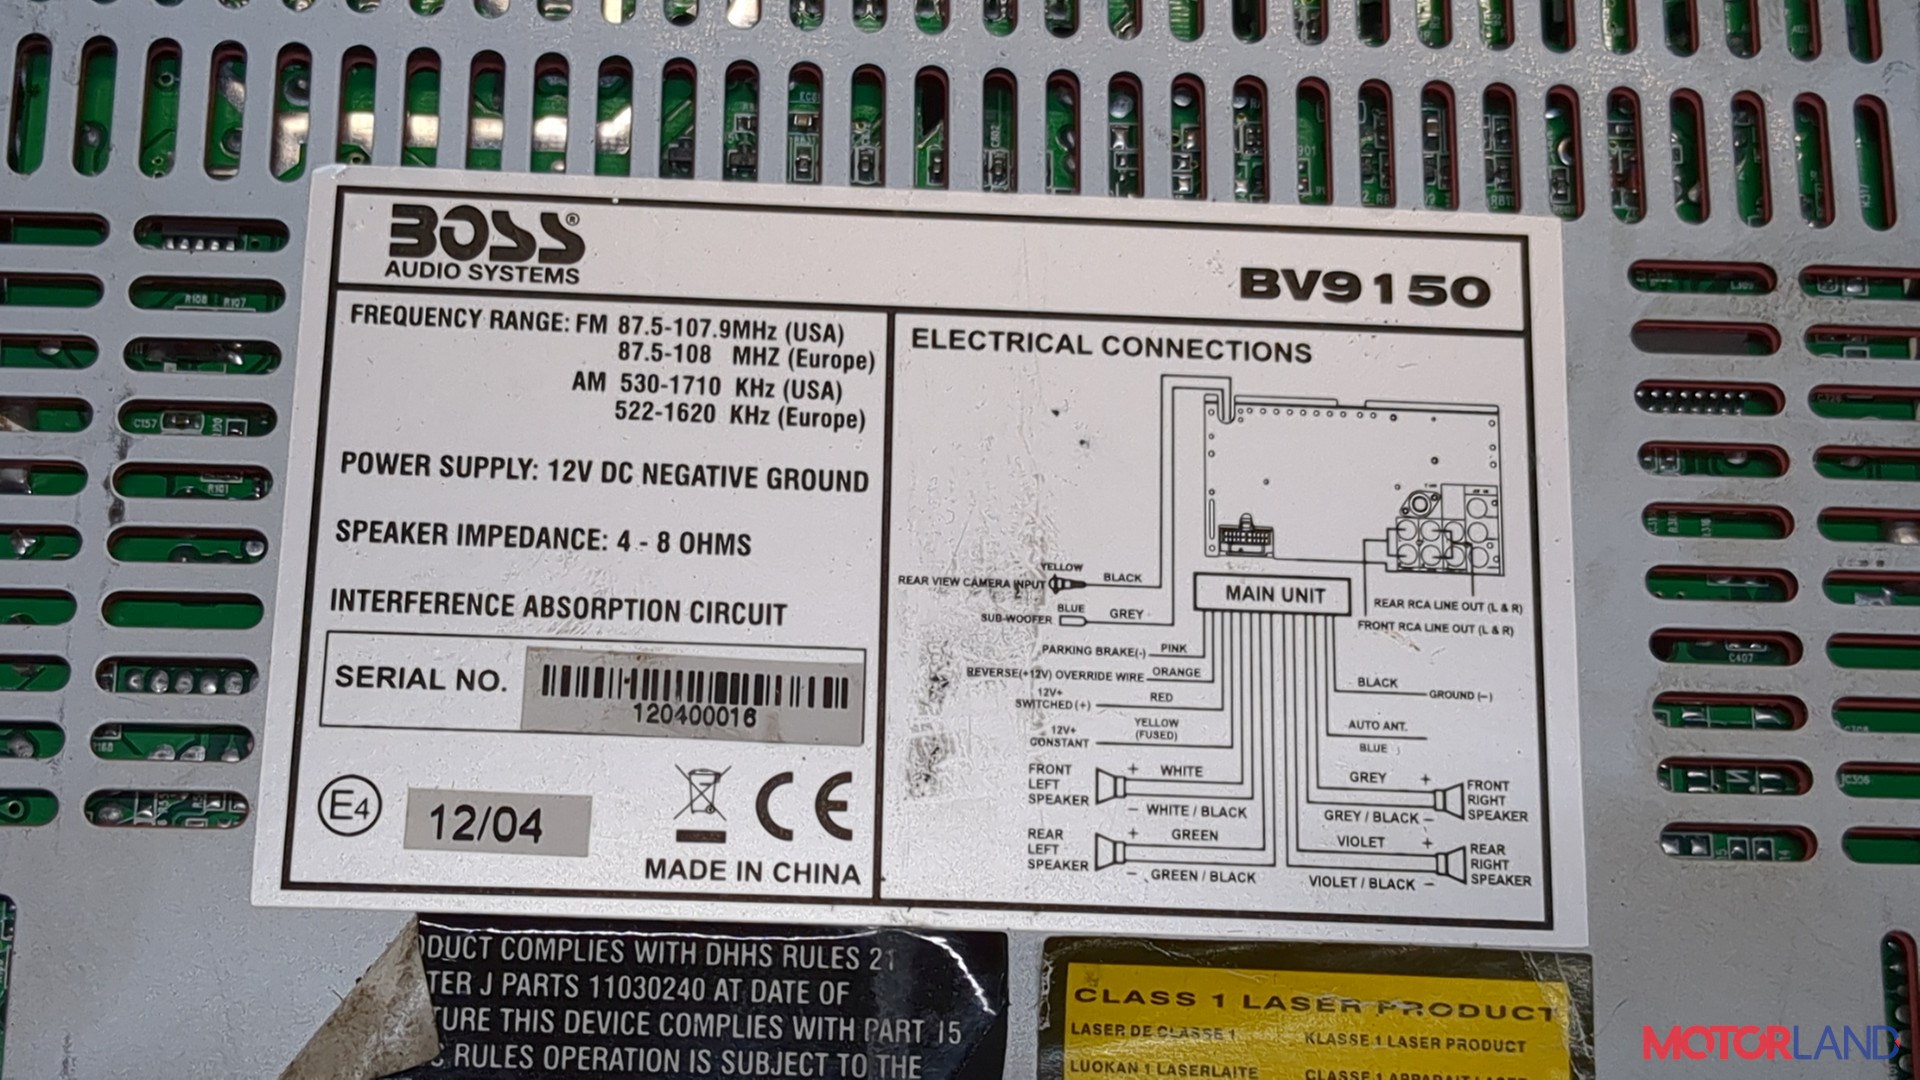 BOSS®
AUDIO SYSTEMS
BV9150
FREQUENCY RANGE: FM 87.5-107.9MHz (USA)
87.5-108 MHZ (Europe)
AM 530-1710 KHz (USA)
522-1620 KHz (Europe)
POWER SUPPLY: 12V DC NEGATIVE GROUND
SPEAKER IMPEDANCE: 4 - 8 OHMS
INTERFERENCE ABSORPTION CIRCUIT
SERIAL NO.
120400016
E4
12/04
CE
MADE IN CHINA
ELECTRICAL CONNECTIONS
YELLOW
REAR VIEW CAMERA INPUT
BLACK
BLUE
SUB-WOOFER
GREY
MAIN UNIT
REAR RCA LINE OUT (L & R)
FRONT RCA LINE OUT (L & R)
PARKING BRAKE(-) PINK
REVERSE(+12V) OVERRIDE WIRE ORANGE
12V+
SWITCHED (+)
RED
12V+
CONSTANT
YELLOW
(FUSED)
BLACK
GROUND (-)
AUTO ANT.
BLUE
FRONT
LEFT
SPEAKER
+ WHITE
- WHITE / BLACK
REAR
LEFT
SPEAKER
+ GREEN
- GREEN / BLACK
GREY +
GREY / BLACK -
FRONT
RIGHT
SPEAKER
VIOLET +
VIOLET / BLACK -
REAR
RIGHT
SPEAKER
DUCT COMPLIES WITH DHHS RULES 21
TER J PARTS 11030240 AT DATE OF
TURE THIS DEVICE COMPLIES WITH PART 15
RULES OPERATION IS SUBJECT TO THE
CLASS 1 LASER PRODUCT
LASER DE CLASSE 1
KLASSE 1 LASER PRODUCT
LUOKAN 1 LASERLAITE
CLASSE 1 APPARAIT LASER
MOTORLAND